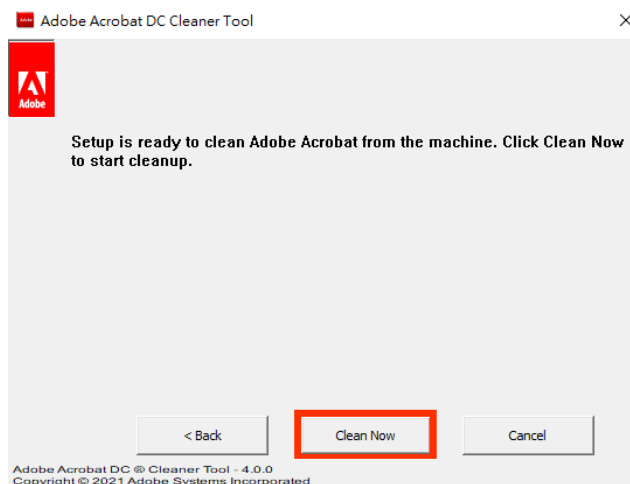 Adobe Adobe Acrobat DC Cleaner Tool
Adobe
Setup is ready to clean Adobe Acrobat from the machine. Click Clean Now
to start cleanup.
< Back Clean Now Cancel
Adobe Acrobat DC ® Cleaner Tool - 4.0.0
Copyright © 2021 Adobe Systems Incorporated